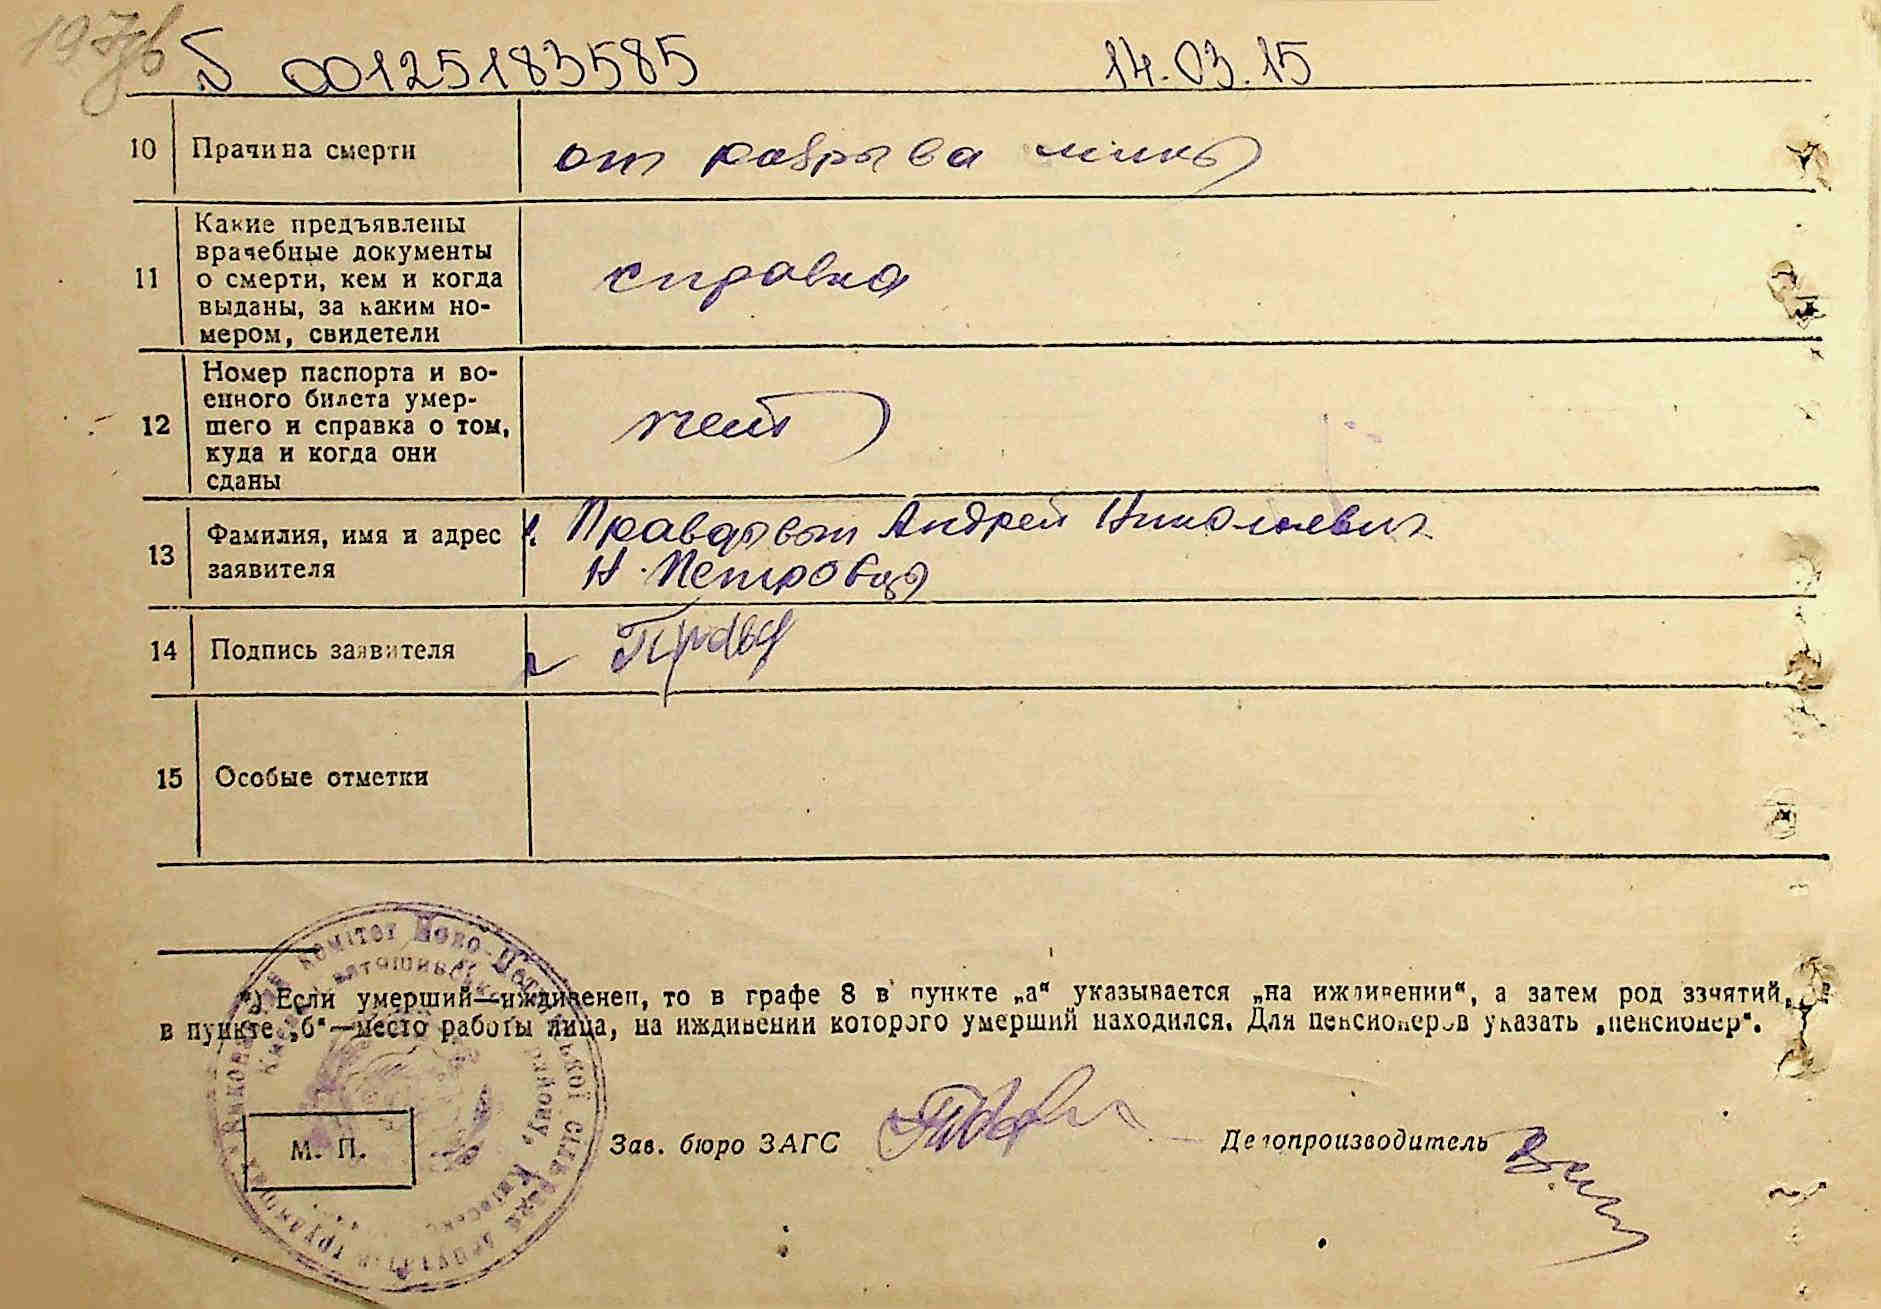 00125183585 14.03.15
10 Причина смерти от разрыва мины
11 Какие предъявлены
врачебные документы
о смерти, кем и когда
выданы, за каким но-
мером, свидетели
справка
12 Номер паспорта и во-
енного билета умер-
шего и справка о том,
куда и когда они
сданы
нет
13 Фамилия, имя и адрес
заявителя
Андрей Николаевич
Н. Петровцы
14 Подпись заявителя
15 Особые отметки
*) Если умерший—иждивенец, то в графе 8 в пункте „а“ указывается „на иждивении“, а затем род занятий,
в пункте „б“—место работы лица, на иждивении которого умерший находился. Для пенсионеров указать „пенсионер“.
М. П.
Зав. бюро ЗАГС Делопроизводитель